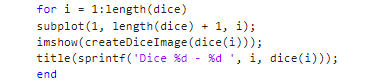 for i = 1:length(dice)
subplot(1, length(dice) + 1, i);
imshow(createDiceImage(dice(i)));
title(sprintf('Dice %d - %d ', i, dice(i)));
end